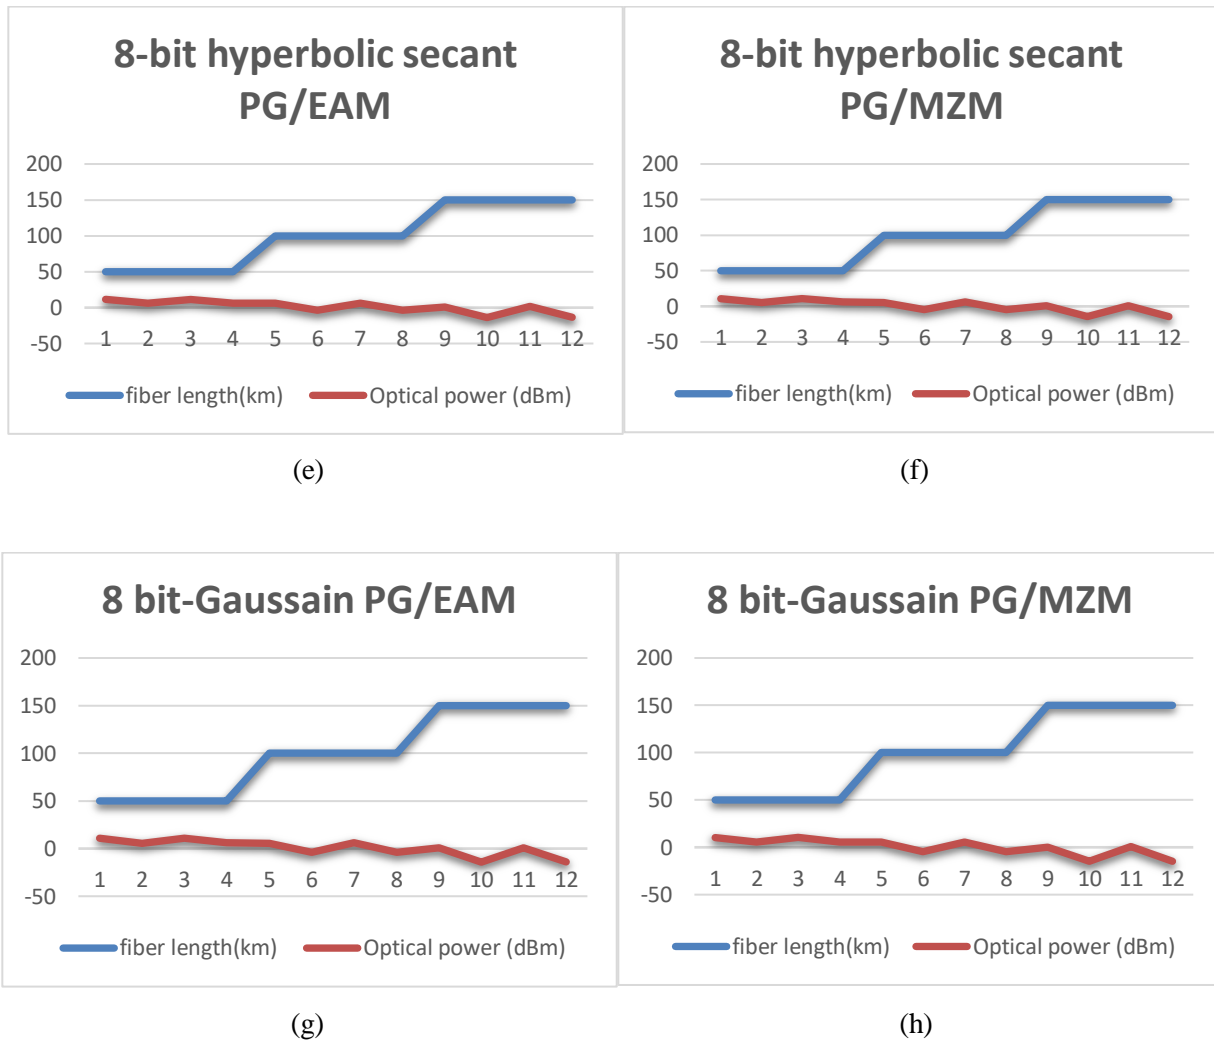 8-bit hyperbolic secant
PG/EAM
200
150
100
50
0
-50
1 2 3 4 5 6 7 8 9 10 11 12
fiber length(km) Optical power (dBm)
(e)
8-bit hyperbolic secant
PG/MZM
200
150
100
50
0
-50
1 2 3 4 5 6 7 8 9 10 11 12
fiber length(km) Optical power (dBm)
(f)
8 bit-Gaussain PG/EAM
200
150
100
50
0
-50
1 2 3 4 5 6 7 8 9 10 11 12
fiber length(km) Optical power (dBm)
(g)
8 bit-Gaussain PG/MZM
200
150
100
50
0
-50
1 2 3 4 5 6 7 8 9 10 11 12
fiber length(km) Optical power (dBm)
(h)